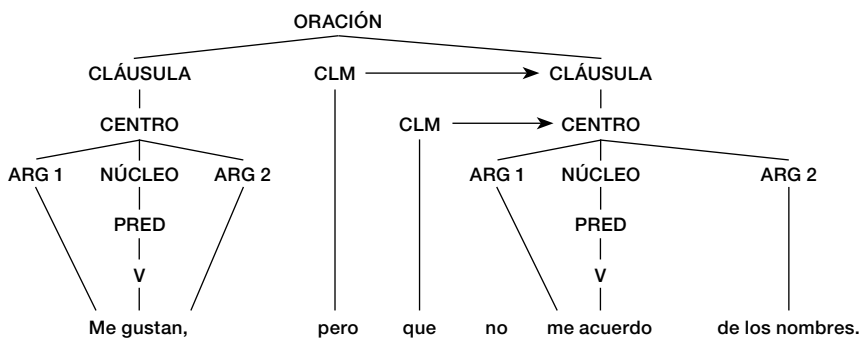 ORACIÓN
CLÁUSULA CLM CLÁUSULA
CENTRO CLM CENTRO
ARG 1 NÚCLEO ARG 2 ARG 1 NÚCLEO ARG 2
PRED PRED
V V
Me gustan, pero que no me acuerdo de los nombres.